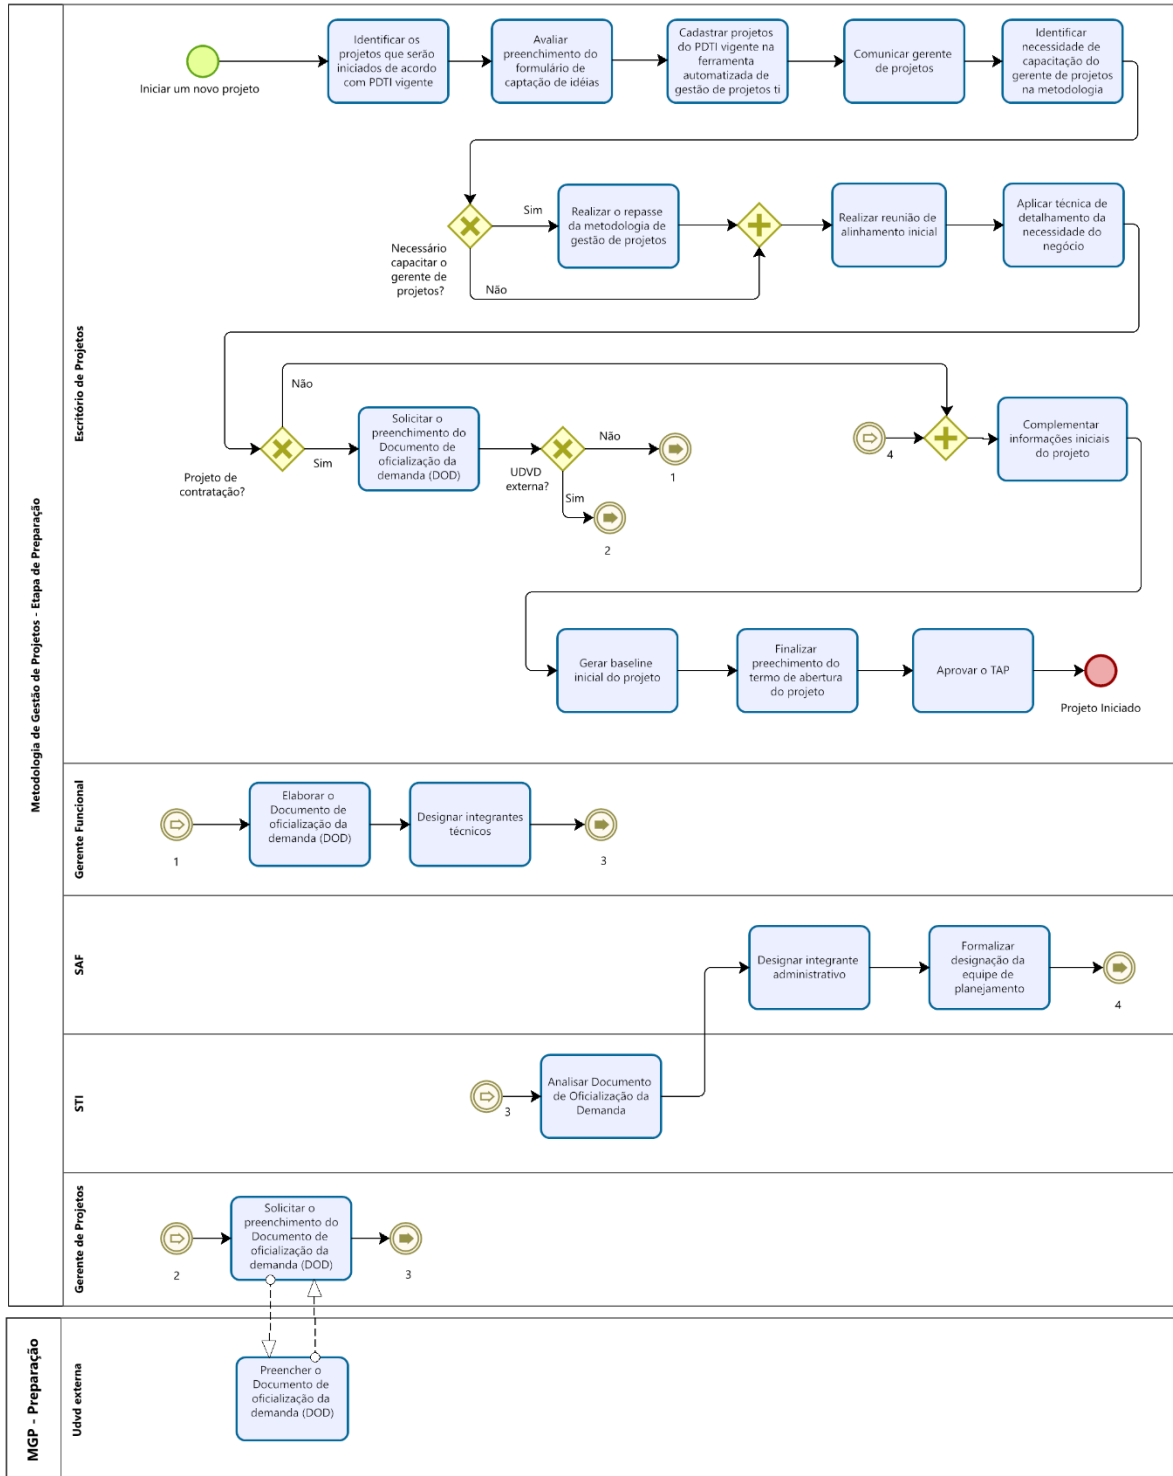 Metodologia de Gestão de Projetos - Etapa de Preparação
Escritório de Projetos
Iniciar um novo projeto
Identificar os
projetos que serão
iniciados de acordo
com PDTI vigente
Avaliar
preenchimento do
formulário de
captação de idéias
Cadastrar projetos
do PDTI vigente na
ferramenta
automatizada de
gestão de projetos ti
Comunicar gerente
de projetos
Identificar
necessidade de
capacitação do
gerente de projetos
na metodologia
Necessário
capacitar o
gerente de
projetos?
Sim
Não
Realizar o repasse
da metodologia de
gestão de projetos
Realizar reunião de
alinhamento inicial
Aplicar técnica de
detalhamento da
necessidade do
negócio
Projeto de
contratação?
Não
Sim
Solicitar o
preenchimento do
Documento de
oficialização da
demanda (DOD)
UDVD
externa?
Não
1
Sim
2
4
Complementar
informações iniciais
do projeto
Gerar baseline
inicial do projeto
Finalizar
preechimento do
termo de abertura
do projeto
Aprovar o TAP
Projeto Iniciado
Gerente Funcional
1
Elaborar o
Documento de
oficialização da
demanda (DOD)
Designar integrantes
técnicos
3
SAF
Designar integrante
administrativo
Formalizar
designação da
equipe de
planejamento
4
STI
3
Analisar Documento
de Oficialização da
Demanda
Gerente de Projetos
2
Solicitar o
preenchimento do
Documento de
oficialização da
demanda (DOD)
3
MGP - Preparação
Udvd externa
Preencher o
Documento de
oficialização da
demanda (DOD)